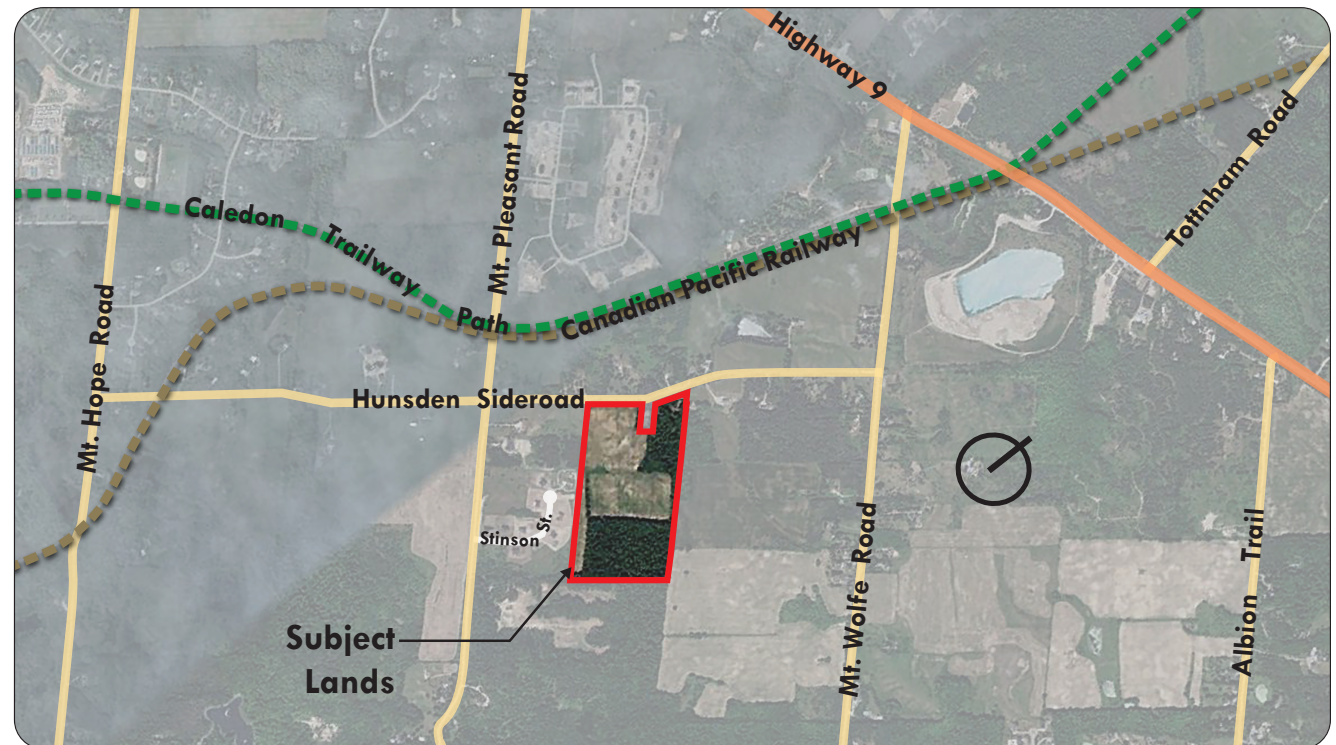 Highway 9
Mt. Pleasant Road
Tottnham Road
Caledon Trailway Path
Canadian Pacific Railway
Mt. Hope Road
Hunsden Sideroad
Stinson St.
Mt. Wolfe Road
Albion Trail
Subject
Lands